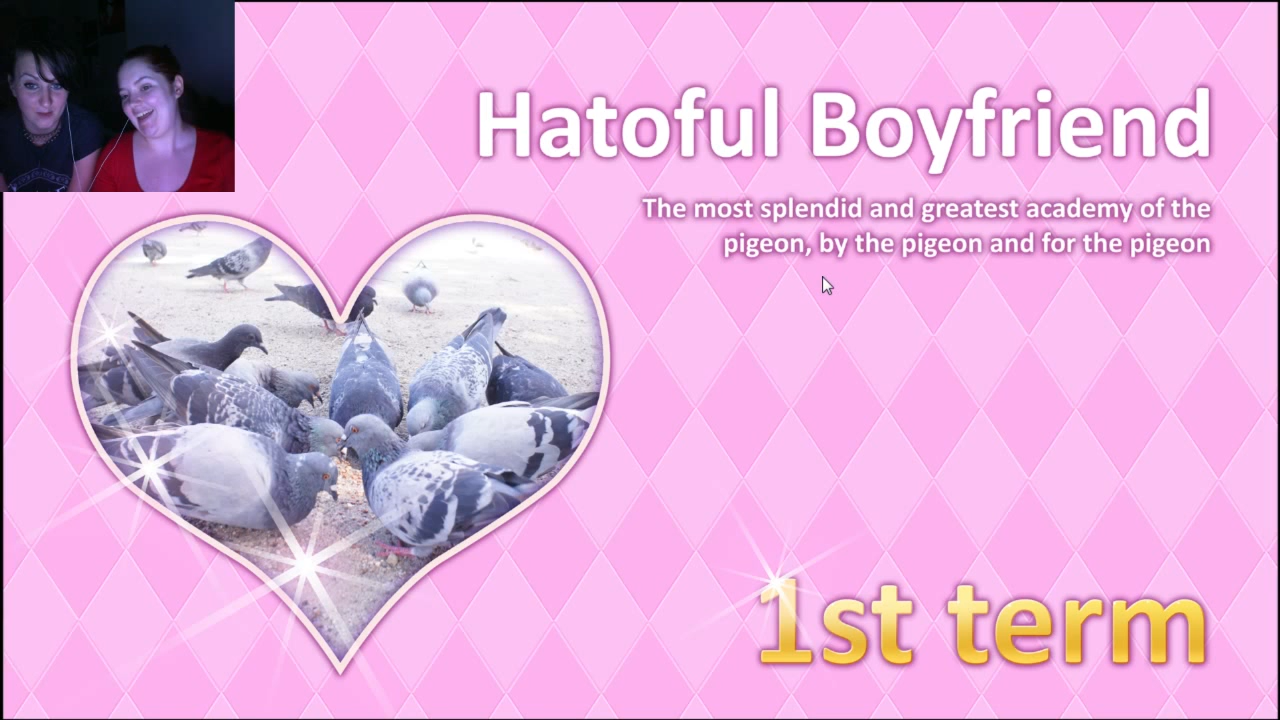 Hatoful Boyfriend
The most splendid and greatest academy of the
pigeon, by the pigeon and for the pigeon
1st term